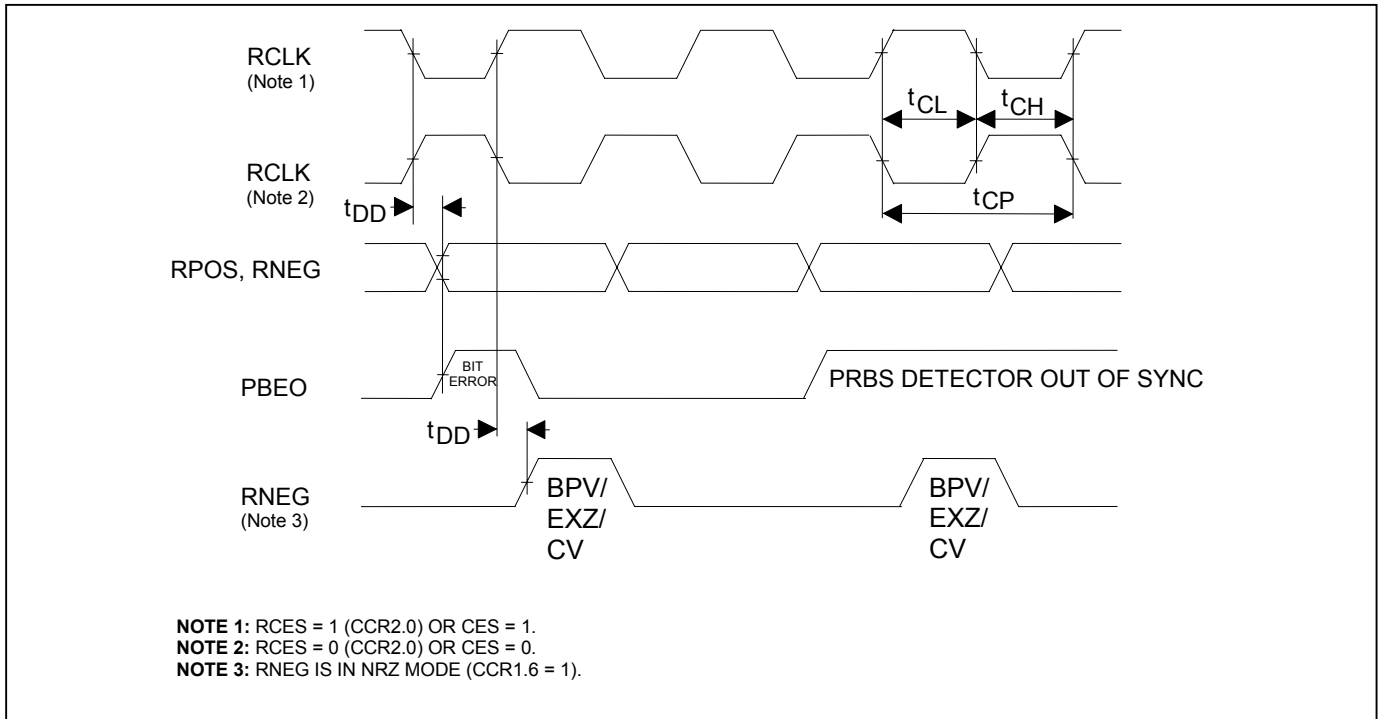 RCLK
(Note 1)
tCL
tCH
RCLK
(Note 2)
tCP
tDD
RPOS, RNEG
PBEO
BIT
ERROR
PRBS DETECTOR OUT OF SYNC
tDD
RNEG
(Note 3)
BPV/
EXZ/
CV
BPV/
EXZ/
CV
NOTE 1: RCES = 1 (CCR2.0) OR CES = 1.
NOTE 2: RCES = 0 (CCR2.0) OR CES = 0.
NOTE 3: RNEG IS IN NRZ MODE (CCR1.6 = 1).